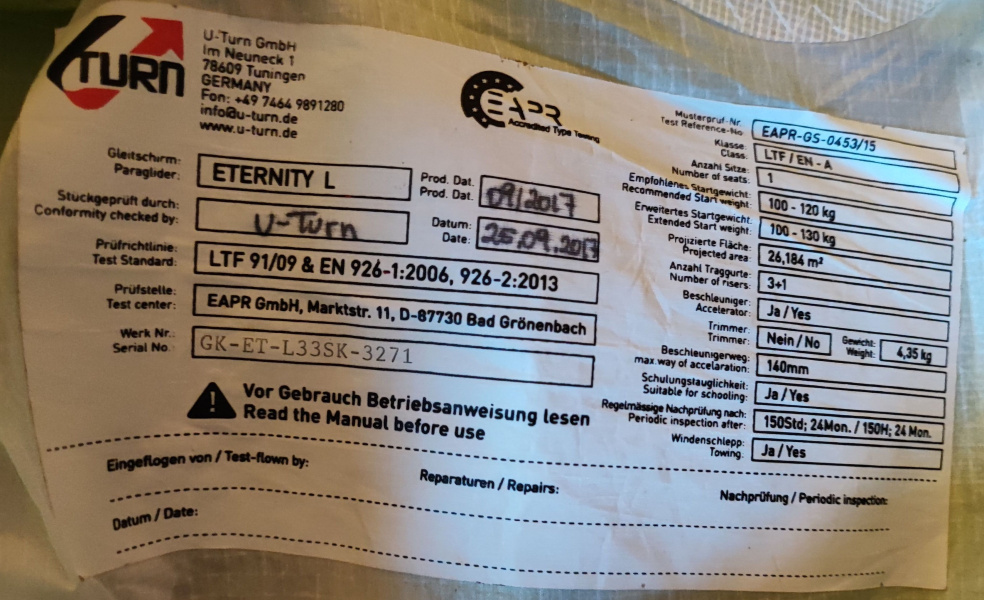 U TURN
U-Turn GmbH
Im Neuneck 1
78609 Tuningen
GERMANY
Fon: +49 7464 9891280
info@u-turn.de
www.u-turn.de
EAPR
Accredited Type Testing
Gleitschirm:
Paraglider:
ETERNITY L
Prod. Dat.
Prod. Dat.
09/2017
Stückgeprüft durch:
Conformity checked by:
U-Turn
Datum:
Date:
25.09.2017
Prüfrichtlinie:
Test Standard:
LTF 91/09 & EN 926-1:2006, 926-2:2013
Prüfstelle:
Test center:
EAPR GmbH, Marktstr. 11, D-87730 Bad Grönenbach
Werk Nr.:
Serial No.:
GK-ET-L33SK-3271
Vor Gebrauch Betriebsanweisung lesen
Read the Manual before use
Musterprüf-Nr.
Test Reference-No.
EAPR-GS-0453/15
Klasse:
Class:
LTF / EN - A
Anzahl Sitze:
Number of seats:
1
Empfohlenes Startgewicht:
Recommended Start weight:
100 - 120 kg
Erweitertes Startgewicht:
Extended Start weight:
100 - 130 kg
Projizierte Fläche:
Projected area:
26,184 m²
Anzahl Traggurte:
Number of risers:
3+1
Beschleuniger:
Accelerator:
Ja / Yes
Trimmer:
Trimmer:
Nein / No
Gewicht:
Weight:
4,35 kg
Beschleunigerweg:
max.way of accelaration:
140mm
Schulungstauglichkeit:
Suitable for schooling:
Ja / Yes
Regelmässige Nachprüfung nach:
Periodic inspection after:
150Std; 24Mon. / 150H; 24 Mon.
Windenschlepp:
Towing:
Ja / Yes
Eingeflogen von / Test-flown by:
Reparaturen / Repairs:
Nachprüfung / Periodic inspection:
Datum / Date: